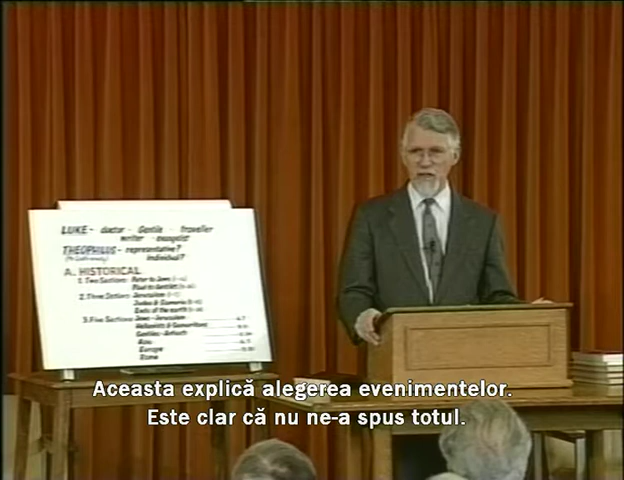 LUKE - doctor - Gentile - traveller
writer - evangelist
THEOPHILUS - representative?
Individual?
A. HISTORICAL
1. Two Sections: Peter to Jews
Paul to Gentiles
2. Three Sections: Jerusalem
Judea & Samaria
Ends of the earth
3. Five Sections: Jews - Jerusalem
Hellenists & Samaritans
Gentiles - Antioch
Asia
Europe
Rome
Aceasta explică alegerea evenimentelor.
Este clar că nu ne-a spus totul.